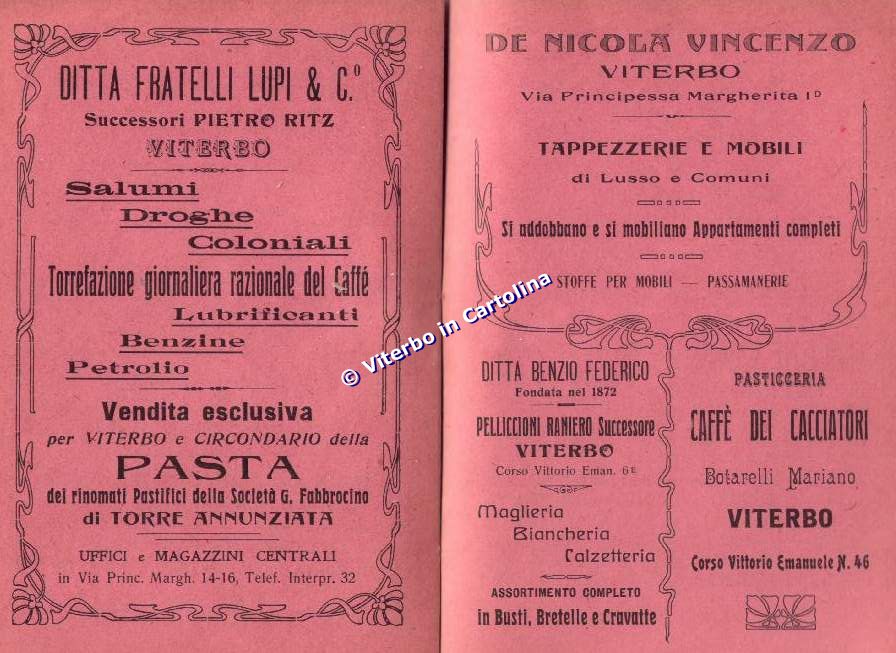 DITTA FRATELLI LUPI & C.º
Successori PIETRO RITZ
VITERBO
Salumi
Droghe
Coloniali
Torrefazione giornaliera razionale del Caffé
Lubrificanti
Benzine
Petrolio
Vendita esclusiva
per VITERBO e CIRCONDARIO della
PASTA
dei rinomati Pastifici della Società G. Fabbrocino
di TORRE ANNUNZIATA
UFFICI e MAGAZZINI CENTRALI
in Via Princ. Margh. 14-16, Telef. Interpr. 32
DE NICOLA VINCENZO
VITERBO
Via Principessa Margherita 1D
TAPPEZZERIE E MOBILI
di Lusso e Comuni
Si addobbano e si mobiliano Appartamenti completi
STOFFE PER MOBILI — PASSAMANERIE
DITTA BENZIO FEDERICO
Fondata nel 1872
PELLICCIONI RANIERO Successore
VITERBO
Corso Vittorio Eman. 6E
Maglieria
Biancheria
Calzetteria
ASSORTIMENTO COMPLETO
in Busti, Bretelle e Cravatte
PASTICCERIA
CAFFÈ DEI CACCIATORI
Botarelli Mariano
VITERBO
Corso Vittorio Emanuele N. 46
© Viterbo in Cartolina